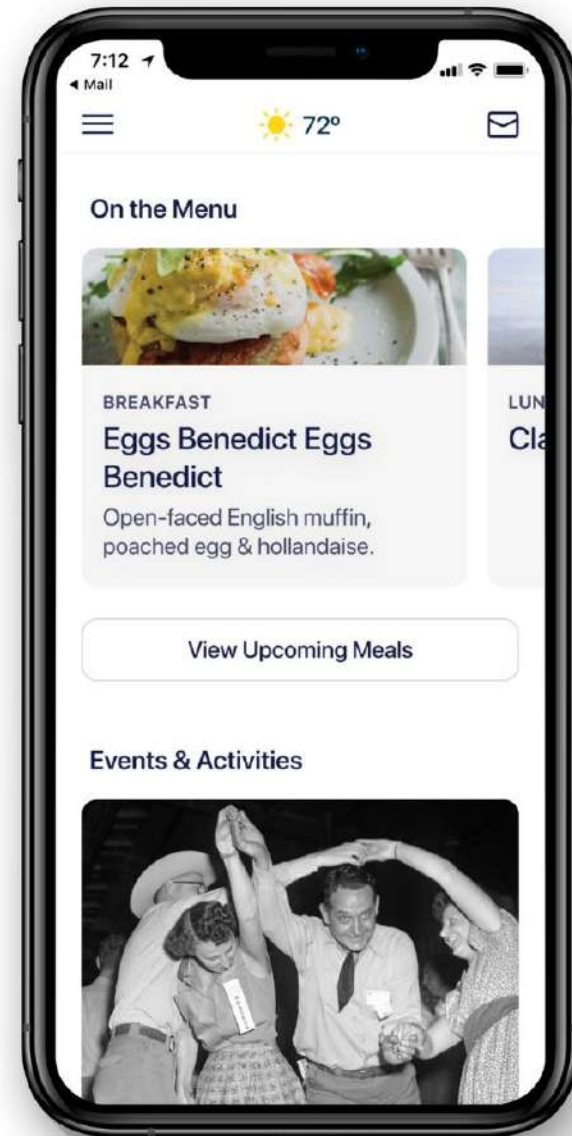 7:12
◀ Mail
72°
On the Menu
BREAKFAST
Eggs Benedict Eggs
Benedict
Open-faced English muffin,
poached egg & hollandaise.
LUN
Cla
View Upcoming Meals
Events & Activities